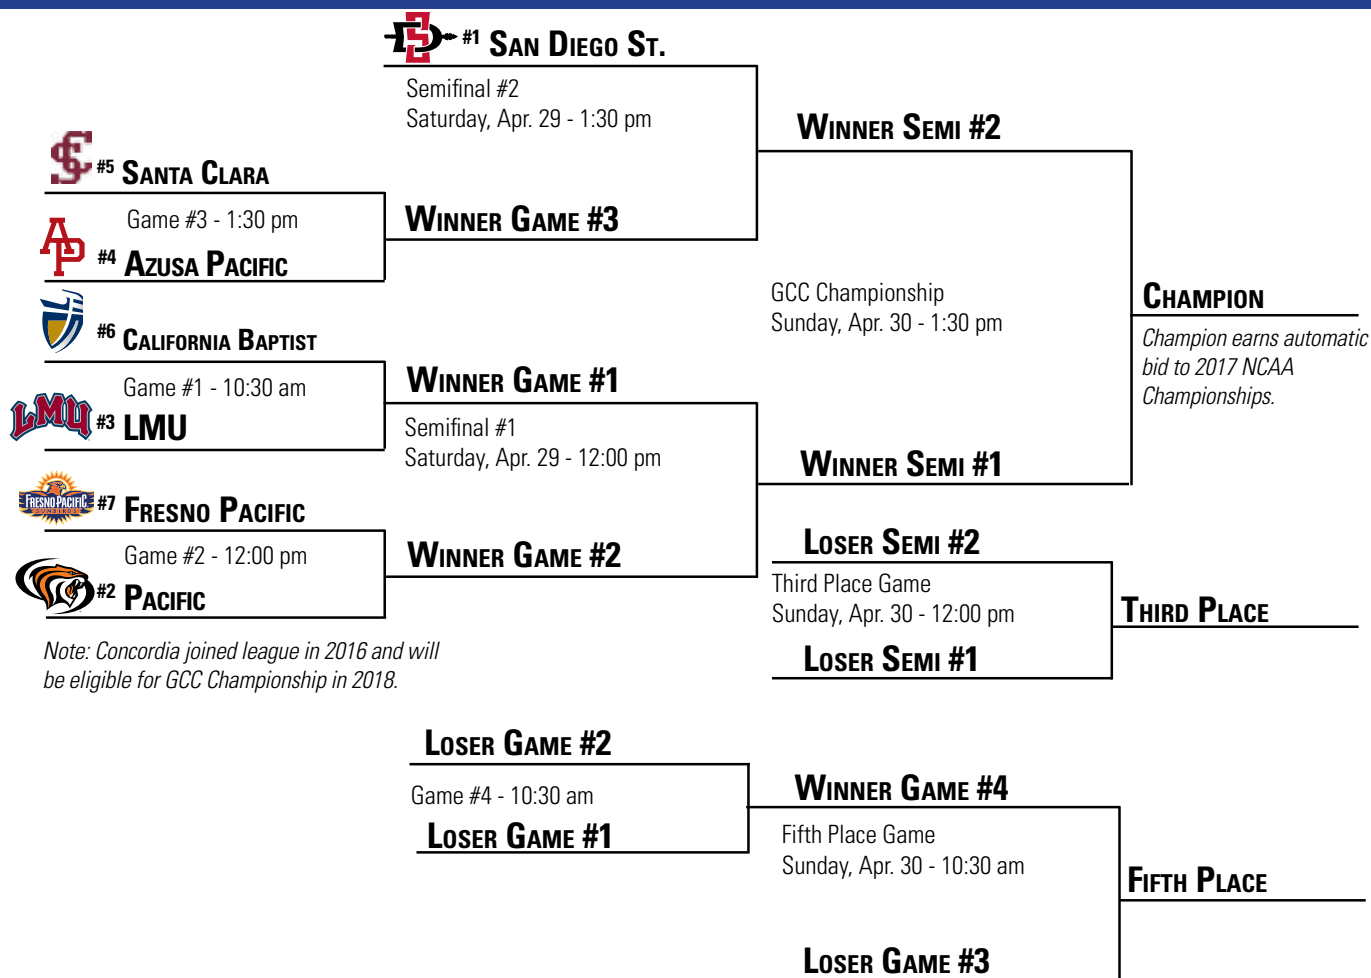 #1 San Diego St.
Semifinal #2
Saturday, Apr. 29 - 1:30 pm
Winner Semi #2
#5 Santa Clara
Game #3 - 1:30 pm
Winner Game #3
#4 Azusa Pacific
GCC Championship
Sunday, Apr. 30 - 1:30 pm
Champion
Champion earns automatic
bid to 2017 NCAA
Championships.
#6 California Baptist
Game #1 - 10:30 am
Winner Game #1
LMU
#3 LMU
Semifinal #1
Saturday, Apr. 29 - 12:00 pm
Winner Semi #1
FRESNO PACIFIC
SUNBIRDS
#7 Fresno Pacific
Game #2 - 12:00 pm
Winner Game #2
#2 Pacific
Loser Semi #2
Third Place Game
Sunday, Apr. 30 - 12:00 pm
Third Place
Loser Semi #1
Note: Concordia joined league in 2016 and will
be eligible for GCC Championship in 2018.
Loser Game #2
Game #4 - 10:30 am
Loser Game #1
Winner Game #4
Fifth Place Game
Sunday, Apr. 30 - 10:30 am
Fifth Place
Loser Game #3